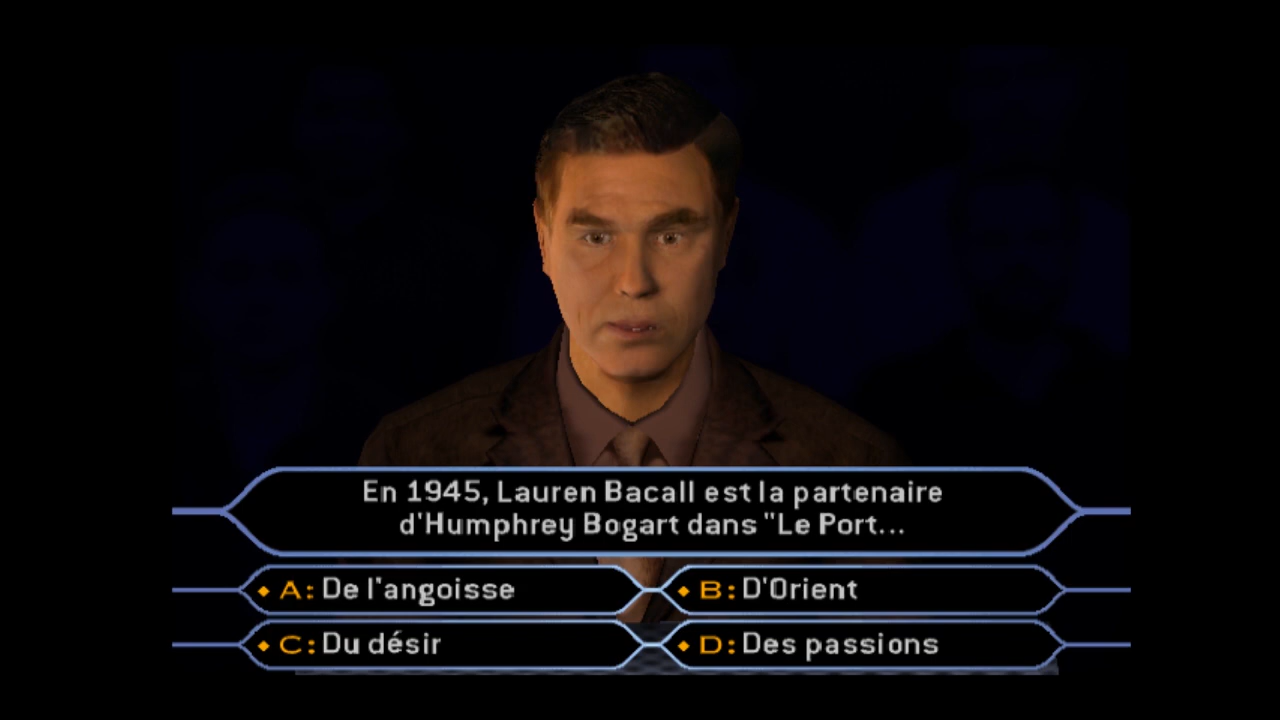 En 1945, Lauren Bacall est la partenaire
d'Humphrey Bogart dans "Le Port...
A: De l'angoisse
B: D'Orient
C: Du désir
D: Des passions